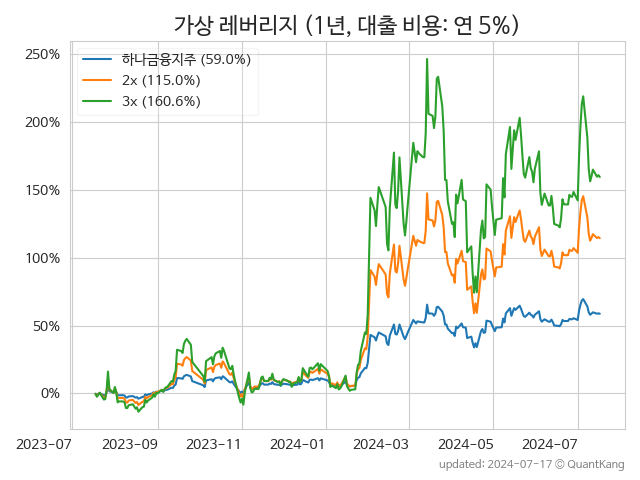 가상 레버리지 (1년, 대출 비용: 연 5%)
하나금융지주 (59.0%)
2x (115.0%)
3x (160.6%)
250%
200%
150%
100%
50%
0%
2023-07 2023-09 2023-11 2024-01 2024-03 2024-05 2024-07
updated: 2024-07-17 © QuantKang